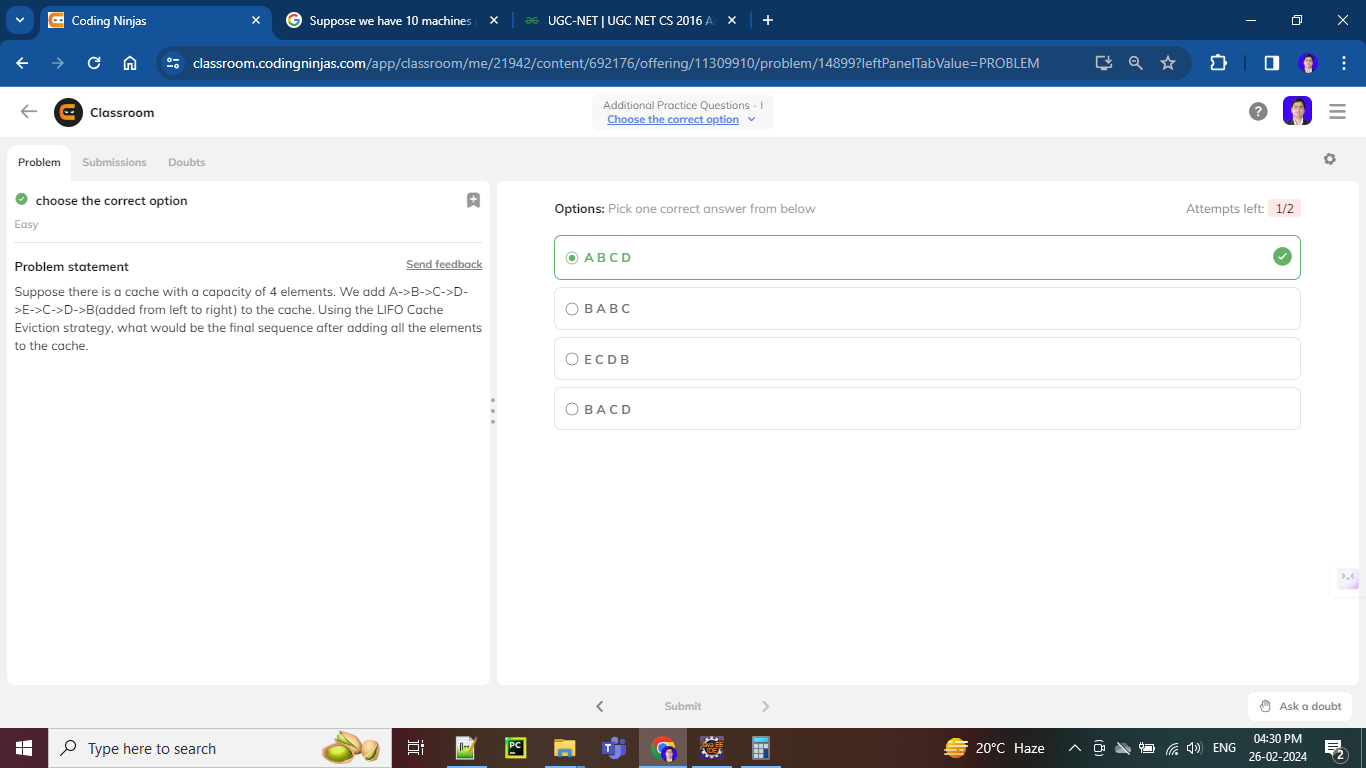 Coding Ninjas
Suppose we have 10 machines
UGC-NET | UGC NET CS 2016 A
classroom.codingninjas.com/app/classroom/me/21942/content/692176/offering/11309910/problem/14899?leftPanelTabValue=PROBLEM
Classroom
Additional Practice Questions - I
Choose the correct option
Problem Submissions Doubts
choose the correct option
Easy
Problem statement
Send feedback
Suppose there is a cache with a capacity of 4 elements. We add A->B->C->D-
>E->C->D->B(added from left to right) to the cache. Using the LIFO Cache
Eviction strategy, what would be the final sequence after adding all the elements
to the cache.
Options: Pick one correct answer from below
Attempts left: 1/2
A B C D
B A B C
E C D B
B A C D
Submit
Ask a doubt
Type here to search
PC
20°C Haze
ENG
04:30 PM
26-02-2024
2